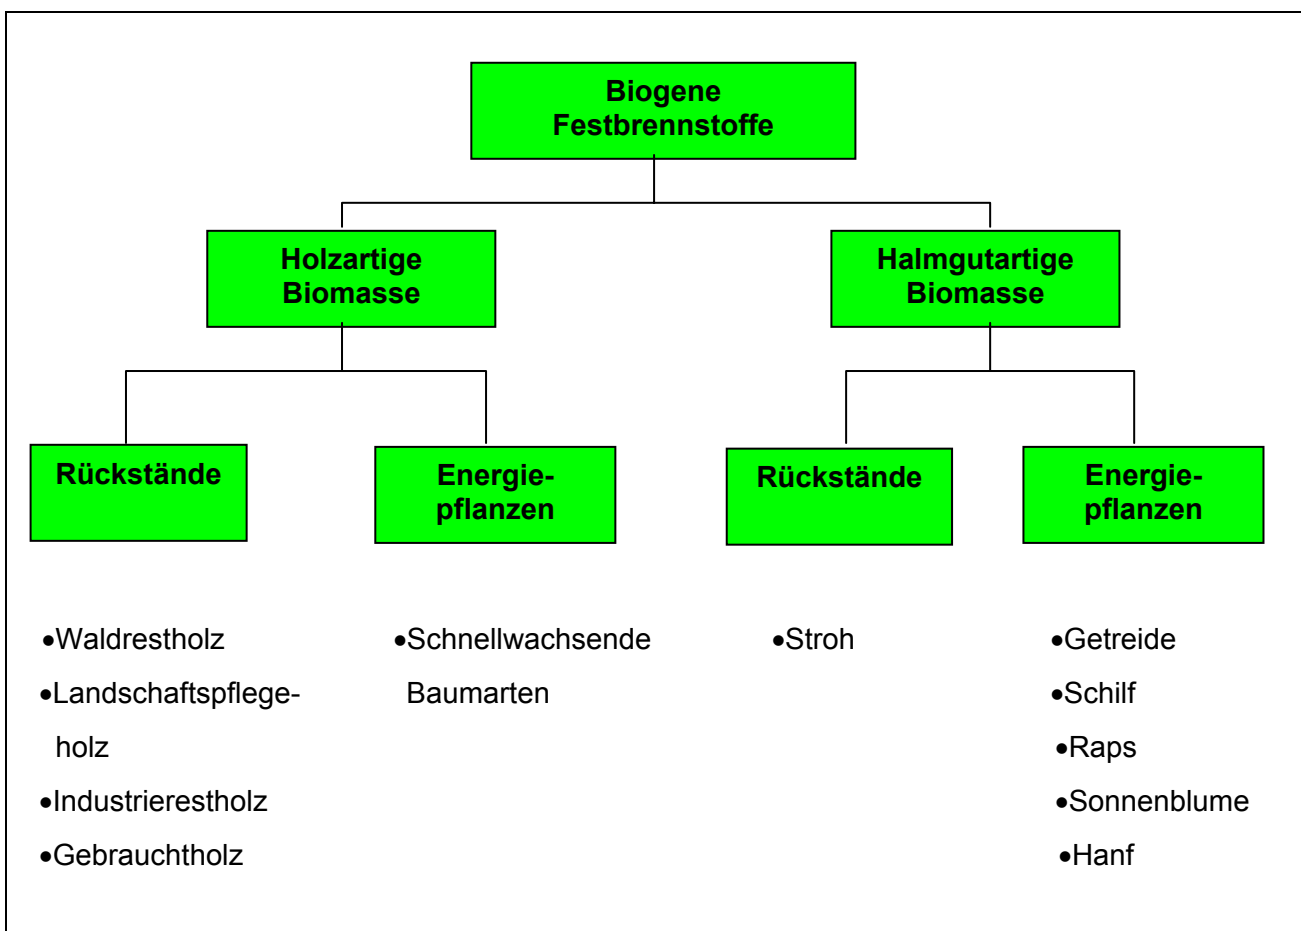 Biogene
Festbrennstoffe
Holzartige
Biomasse
Halmgutartige
Biomasse
Rückstände
Energie-
pflanzen
Rückstände
Energie-
pflanzen
•Waldrestholz
•Landschaftspflege-
holz
•Industrierestholz
•Gebrauchtholz
•Schnellwachsende
Baumarten
•Stroh
•Getreide
•Schilf
•Raps
•Sonnenblume
•Hanf